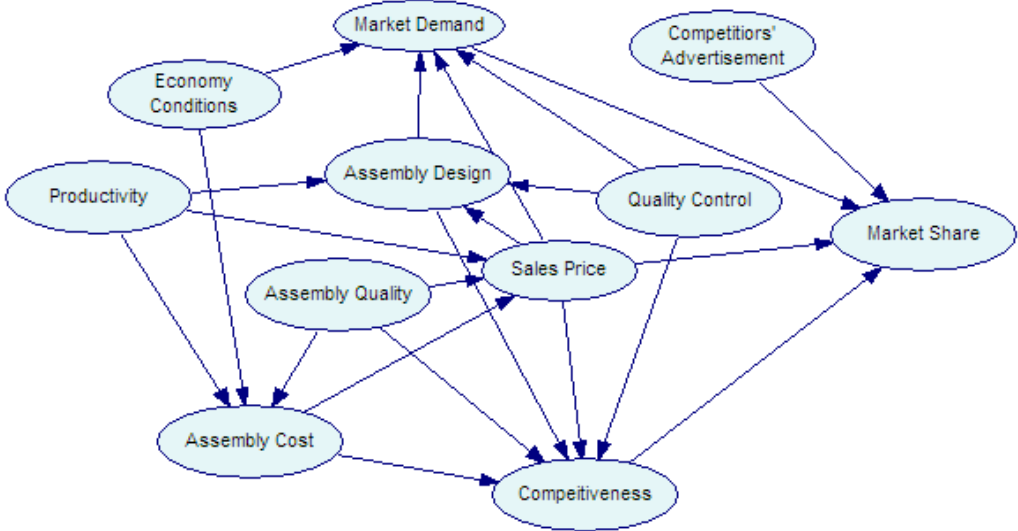 Market Demand
Competitiors'
Advertisement
Economy
Conditions
Assembly Design
Productivity
Quality Control
Market Share
Sales Price
Assembly Quality
Assembly Cost
Compeitiveness